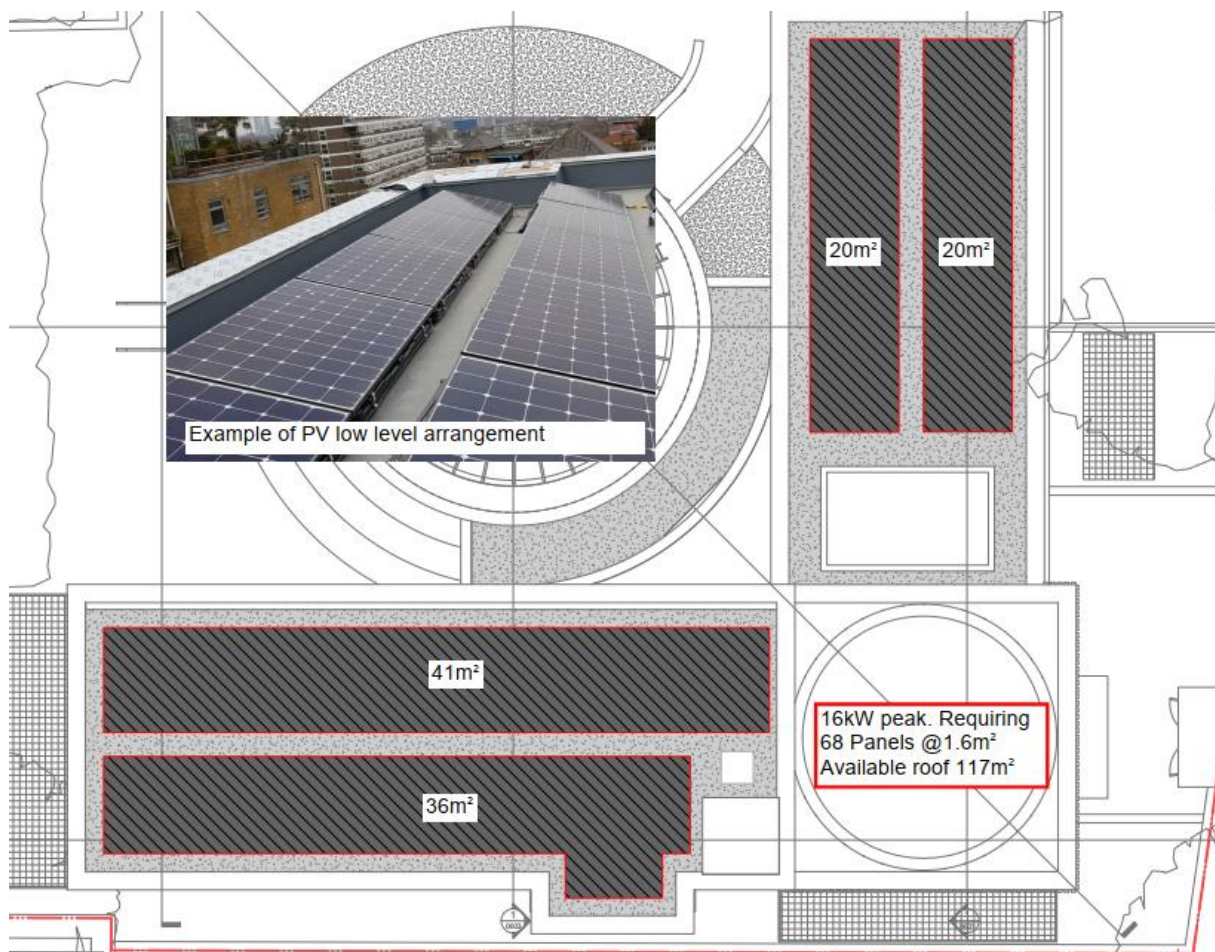 20m²
20m²
Example of PV low level arrangement
41m²
16kW peak. Requiring
68 Panels @1.6m²
Available roof 117m²
36m²
1